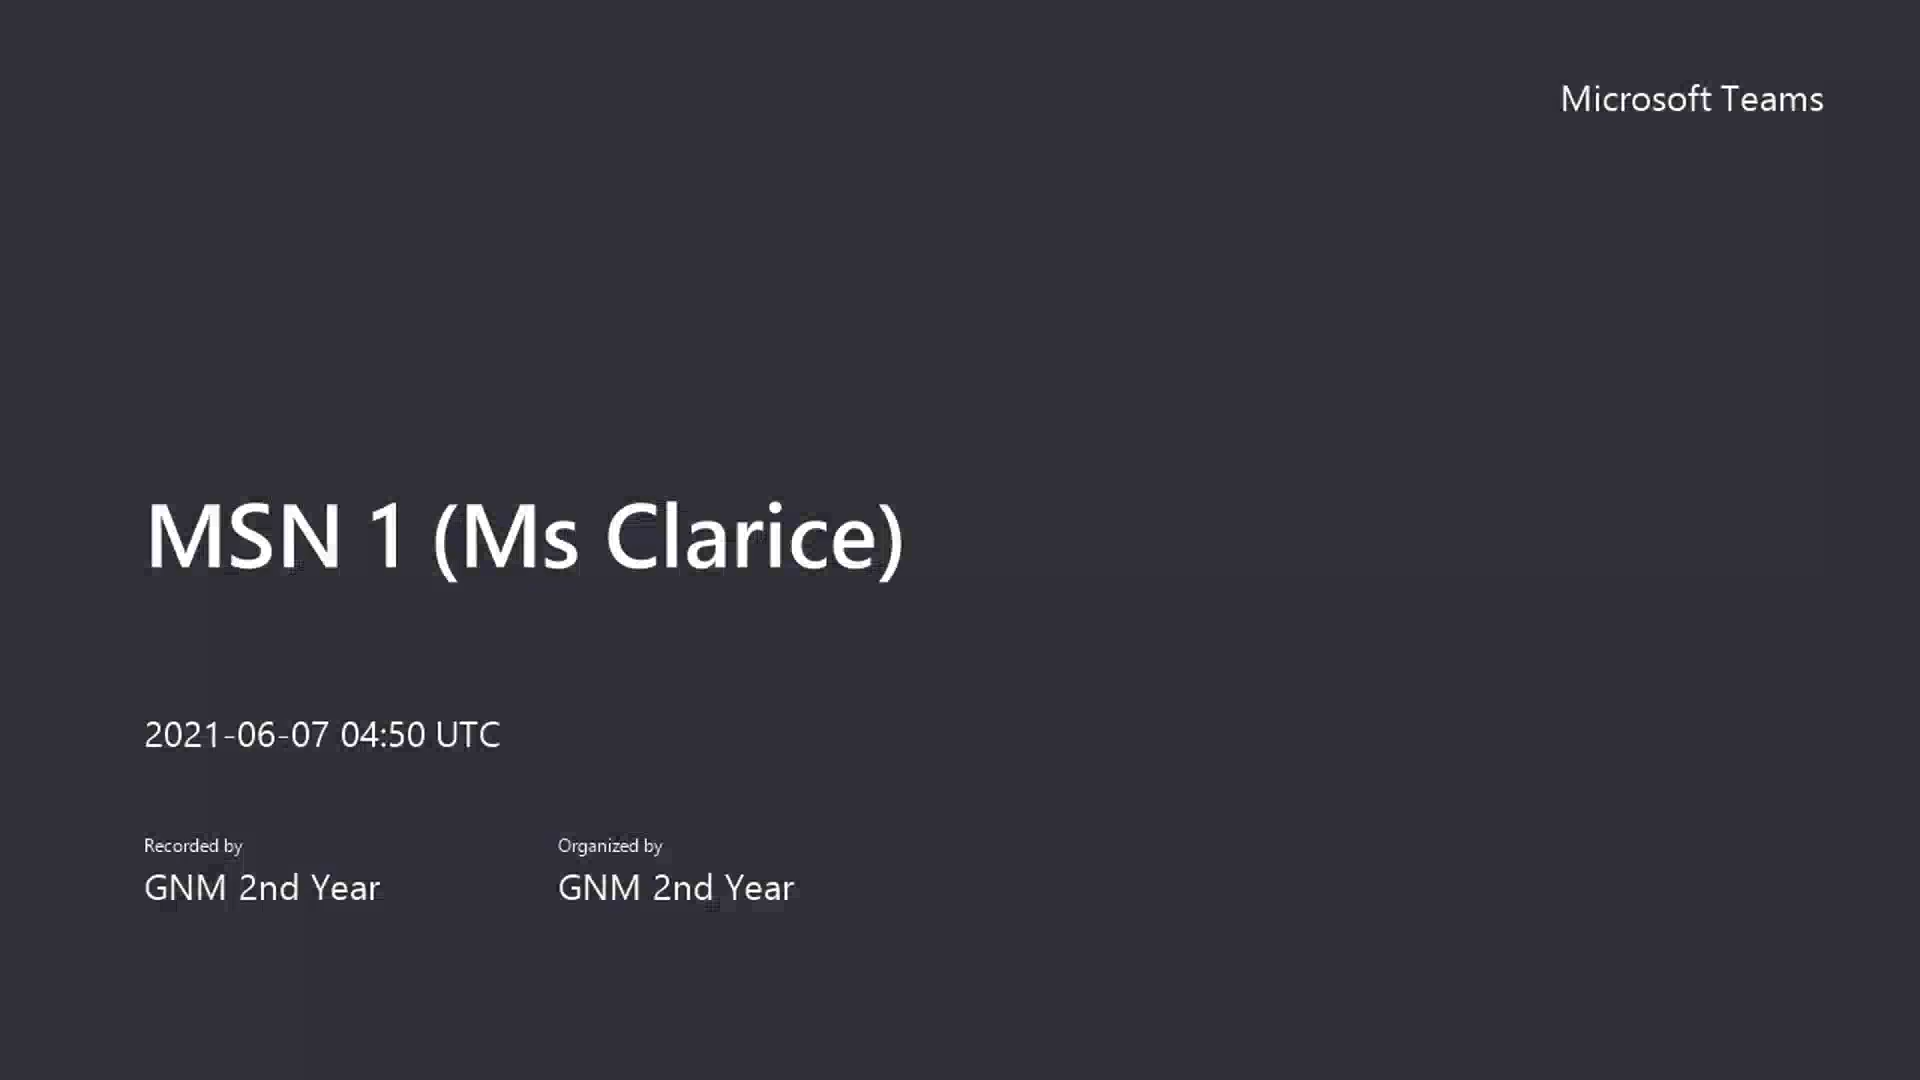 Microsoft Teams
MSN 1 (Ms Clarice)
2021-06-07 04:50 UTC
Recorded by
GNM 2nd Year
Organized by
GNM 2nd Year